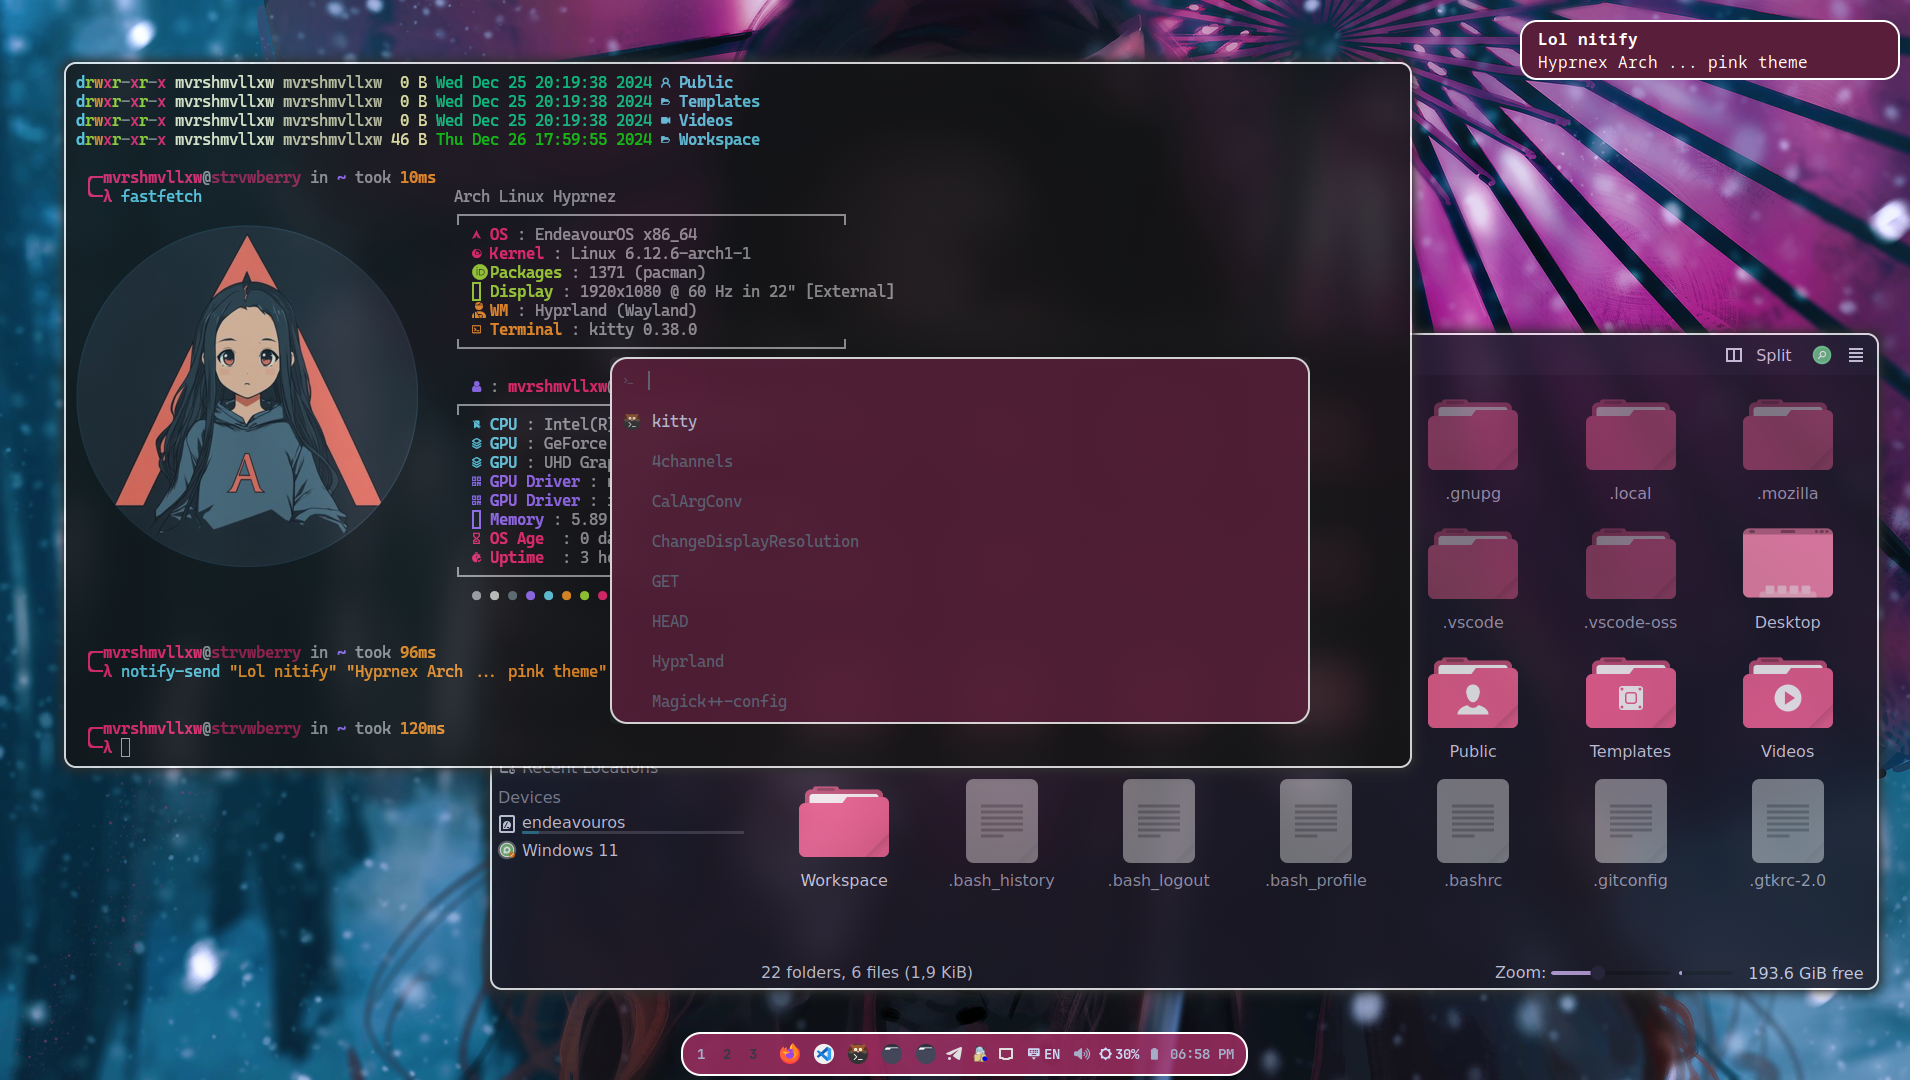 Lol nitify
Hyprnex Arch ... pink theme
drwxr-xr-x mvrshmvllxw mvrshmvllxw 0 B Wed Dec 25 20:19:38 2024 Public
drwxr-xr-x mvrshmvllxw mvrshmvllxw 0 B Wed Dec 25 20:19:38 2024 Templates
drwxr-xr-x mvrshmvllxw mvrshmvllxw 0 B Wed Dec 25 20:19:38 2024 Videos
drwxr-xr-x mvrshmvllxw mvrshmvllxw 46 B Thu Dec 26 17:59:55 2024 Workspace
mvrshmvllxw@strvwberry in ~ took 10ms
λ fastfetch
Arch Linux Hyprnez
OS : EndeavourOS x86_64
Kernel : Linux 6.12.6-arch1-1
Packages : 1371 (pacman)
Display : 1920x1080 @ 60 Hz in 22" [External]
WM : Hyprland (Wayland)
Terminal : kitty 0.38.0
: mvrshmvllxw
CPU : Intel(R)
GPU : GeForce
GPU : UHD
GPU Driver :
GPU Driver :
Memory : 5.89
OS Age : 0
Uptime : 3
A
mvrshmvllxw@strvwberry in ~ took 96ms
λ notify-send "Lol nitify" "Hyprnex Arch ... pink theme"
mvrshmvllxw@strvwberry in ~ took 120ms
λ
kitty
4channels
CalArgConv
ChangeDisplayResolution
GET
HEAD
Hyprland
Magick++-config
Split
.gnupg .local .mozilla
.vscode .vscode-oss Desktop
Public Templates Videos
Recent Locations
Devices
endeavouros
Windows 11
Workspace .bash_history .bash_logout .bash_profile .bashrc .gitconfig .gtkrc-2.0
22 folders, 6 files (1,9 KiB)
Zoom:
193.6 GiB free
1 2 3 EN 30% 06:58 PM